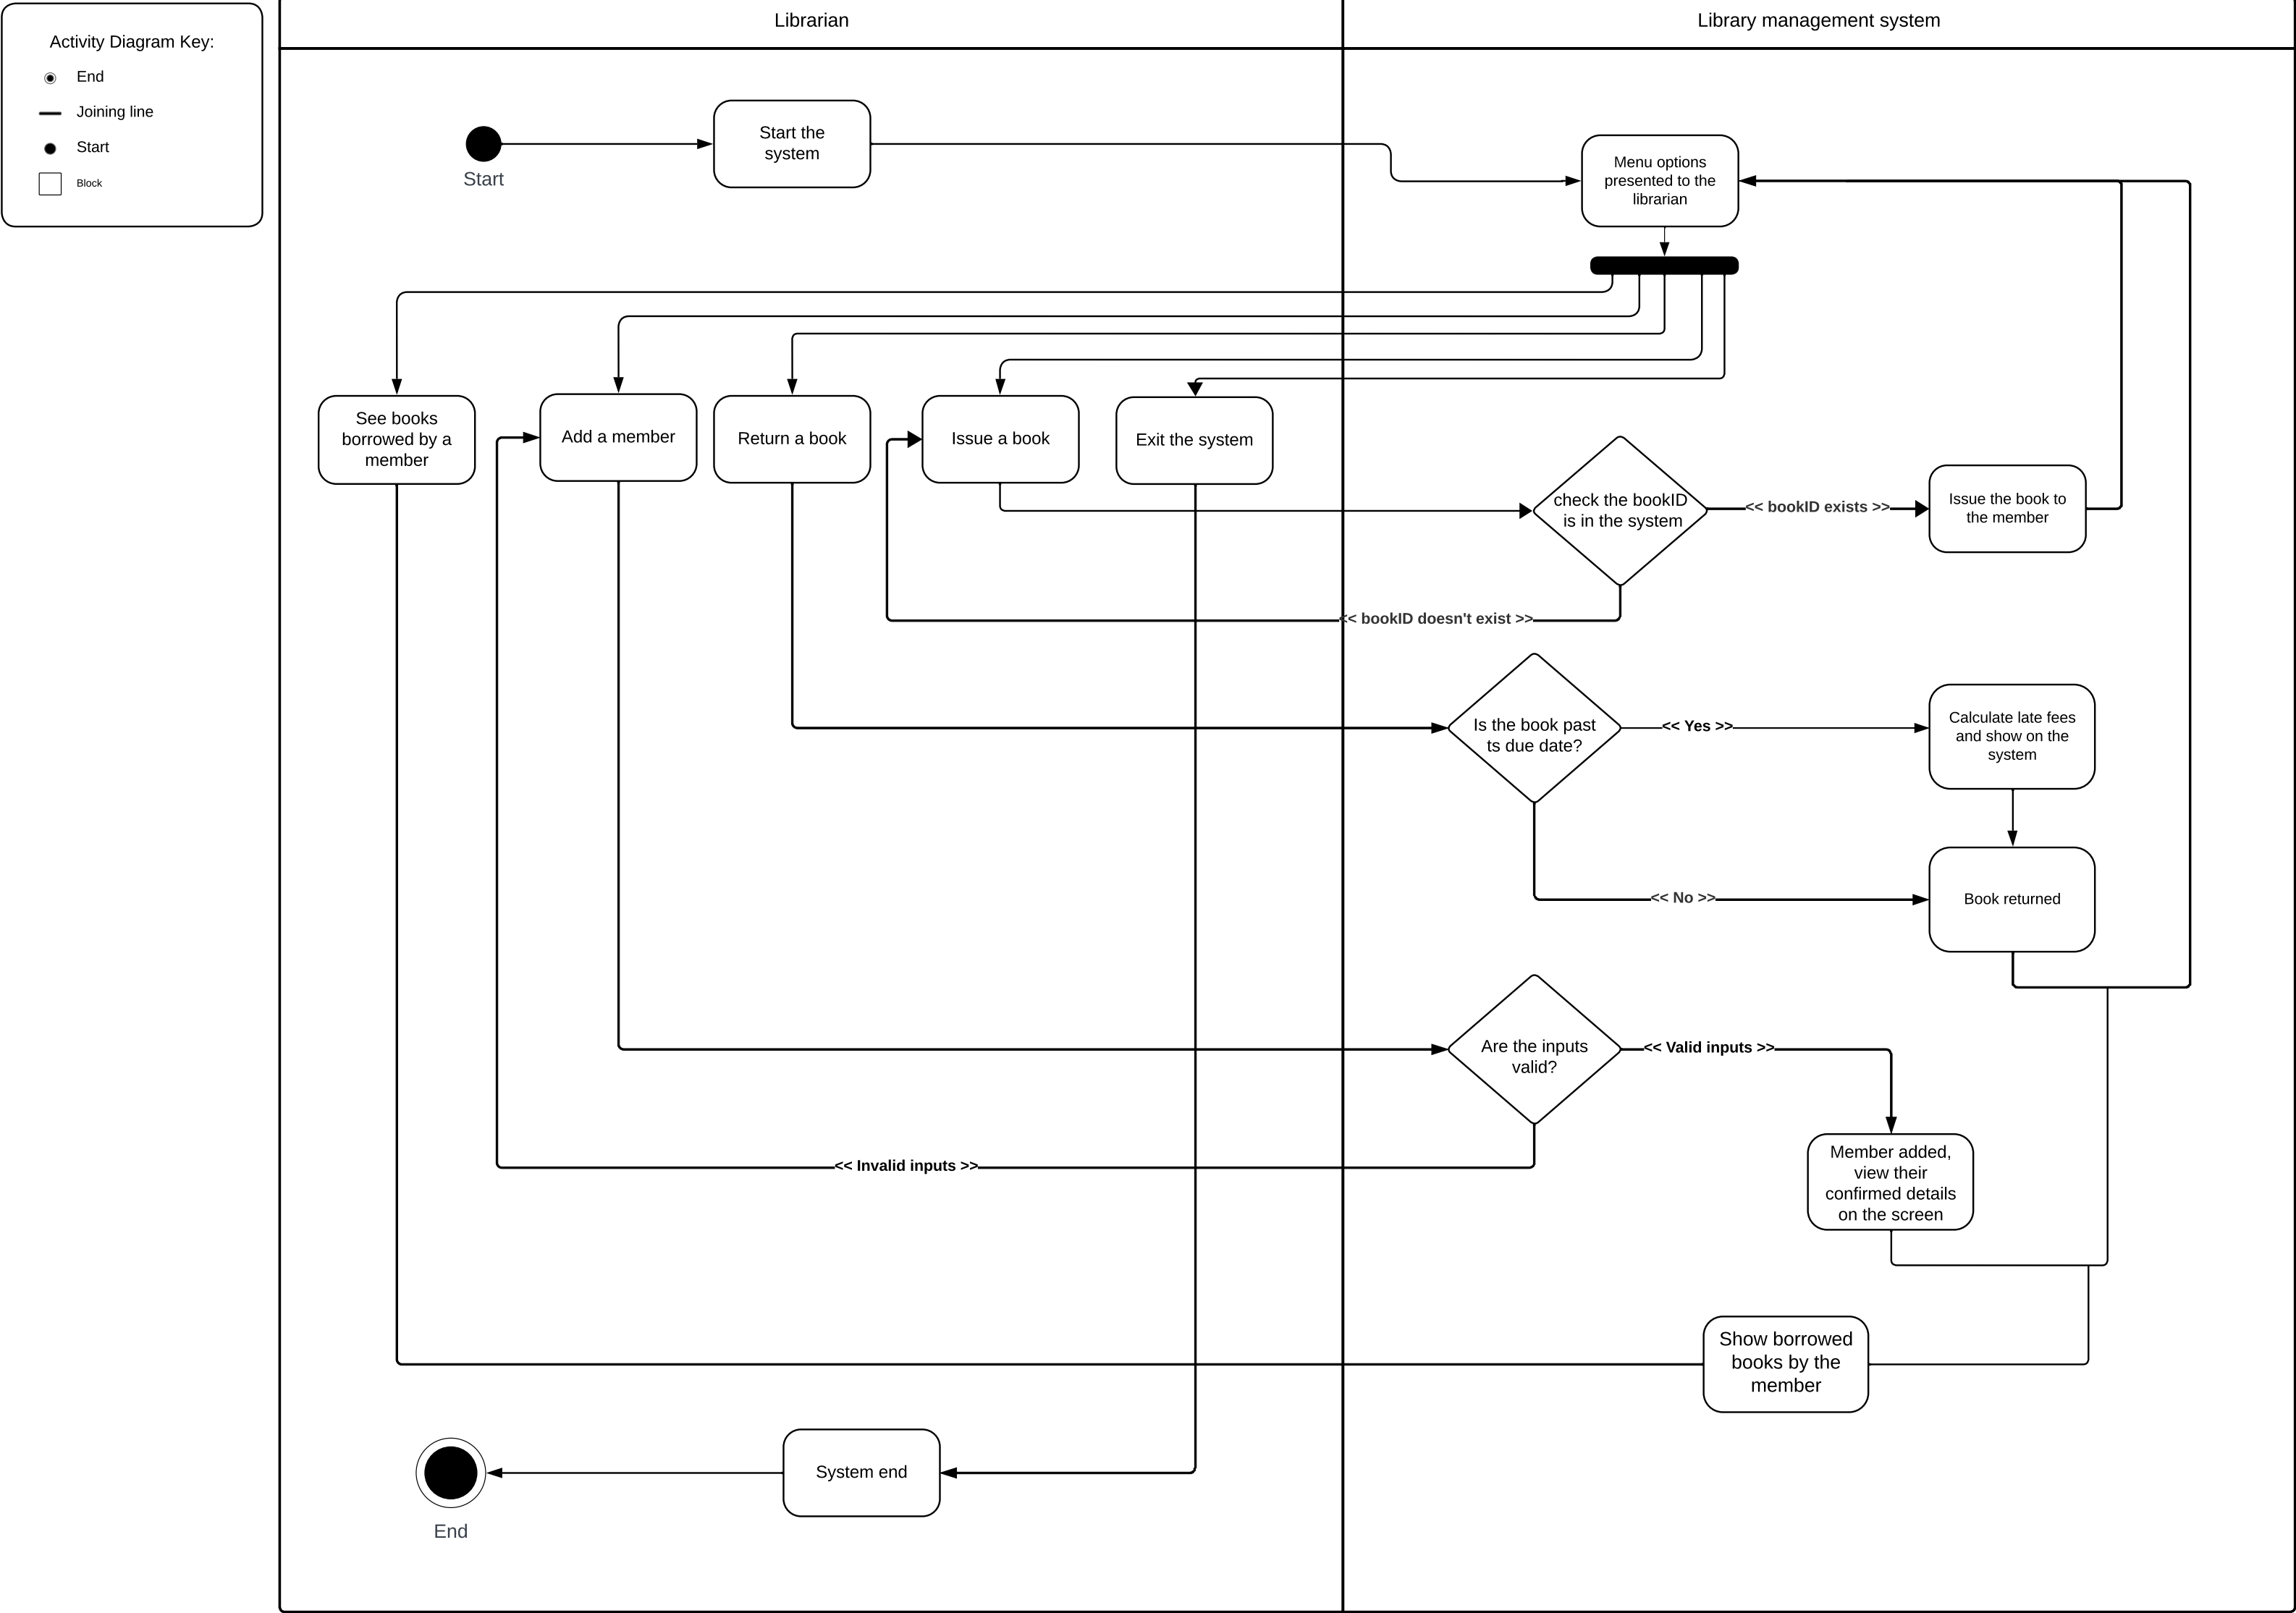 Activity Diagram Key:
End
Joining line
Start
Block
Librarian
Library management system
Start
Start the
system
Menu options
presented to the
librarian
See books
borrowed by a
member
Add a member
Return a book
Issue a book
Exit the system
check the bookID
is in the system
<< bookID exists >>
Issue the book to
the member
<< bookID doesn't exist >>
Is the book past
ts due date?
<< Yes >>
Calculate late fees
and show on the
system
<< No >>
Book returned
Are the inputs
valid?
<< Valid inputs >>
Member added,
view their
confirmed details
on the screen
<< Invalid inputs >>
Show borrowed
books by the
member
System end
End